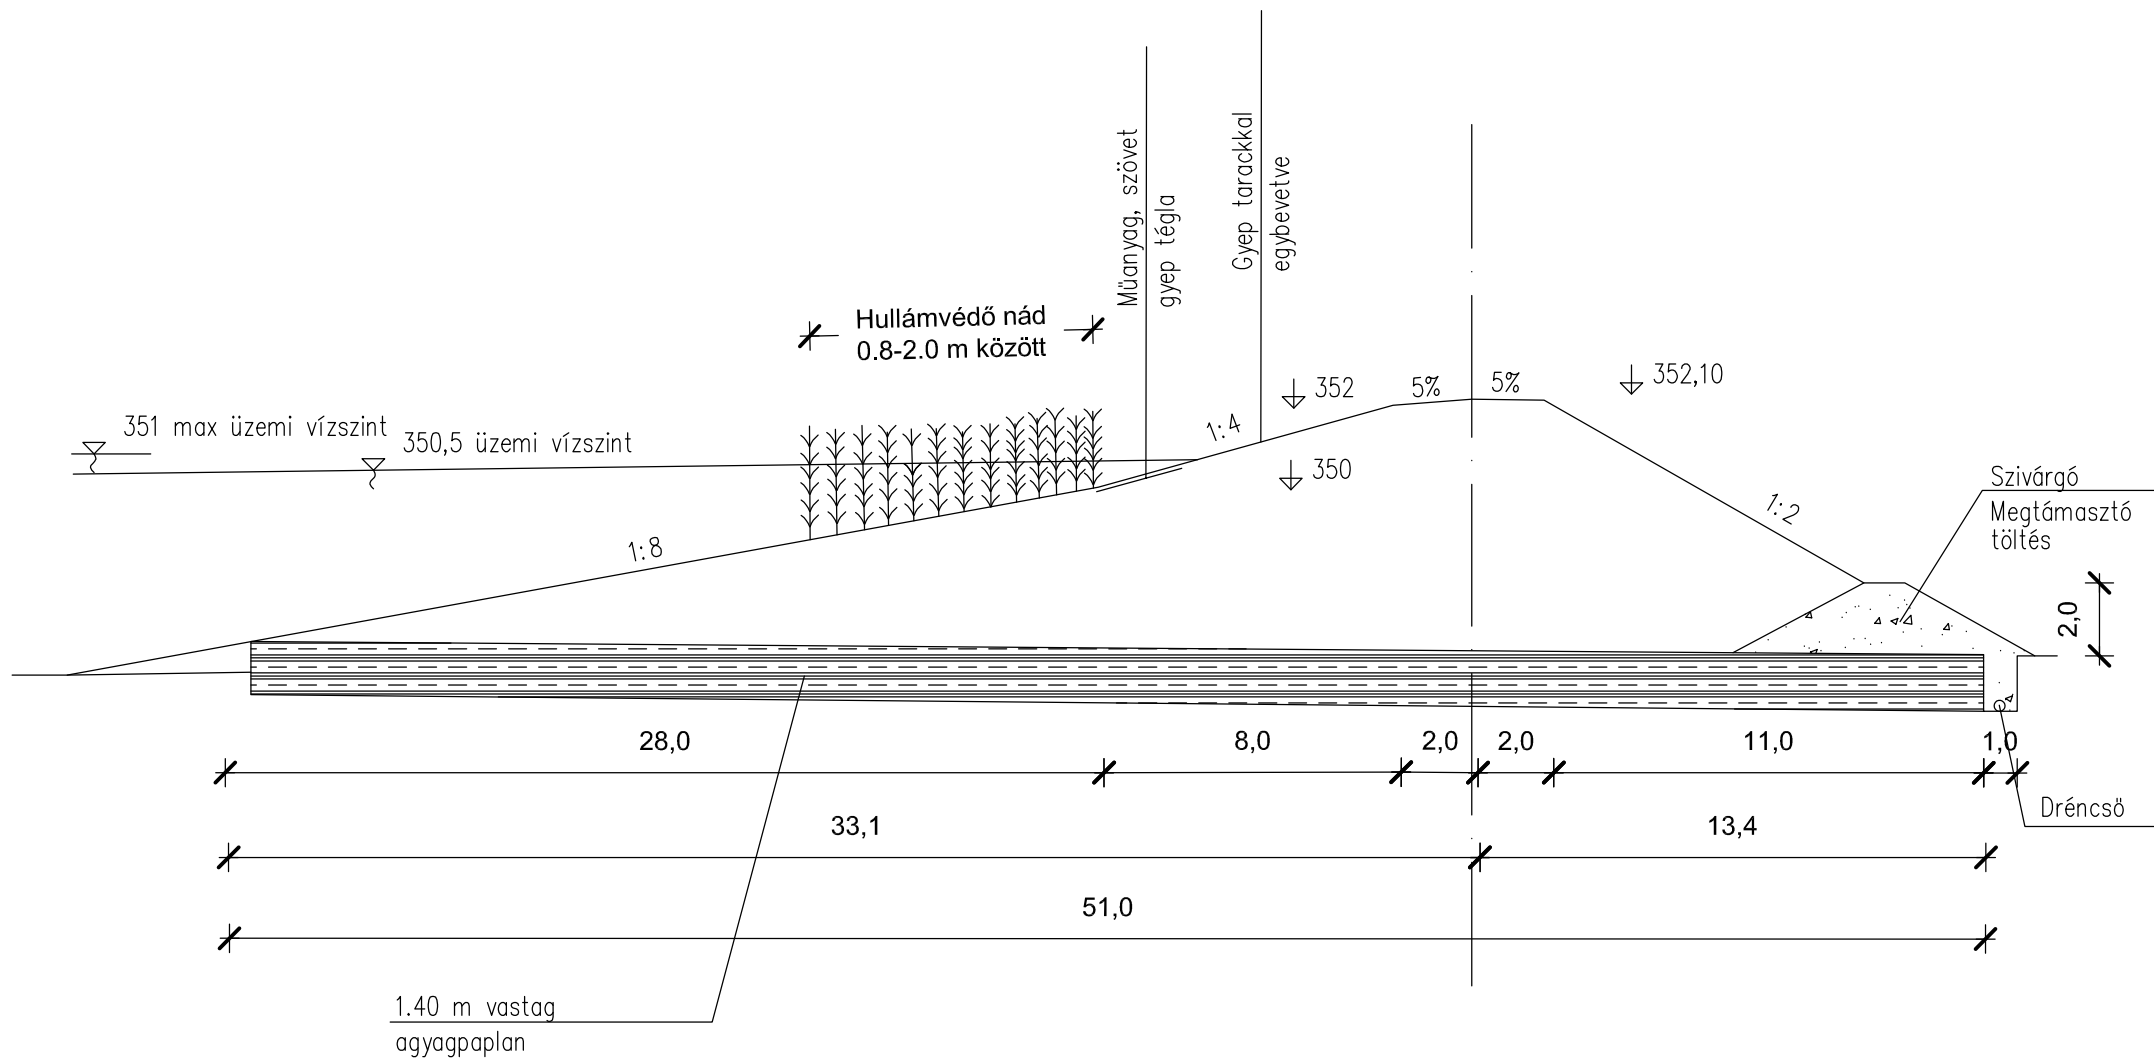 Műanyag, szövet
gyep tégla
Gyep tarackkal
egybevetve
Hullámvédő nád
0.8-2.0 m között
352
5%
5%
352,10
351 max üzemi vízszint
350,5 üzemi vízszint
1:4
350
Szivárgó
Megtámasztó
töltés
1:2
1:8
2,0
28,0
8,0
2,0
2,0
11,0
1,0
Dréncső
33,1
13,4
51,0
1.40 m vastag
agyagpaplan